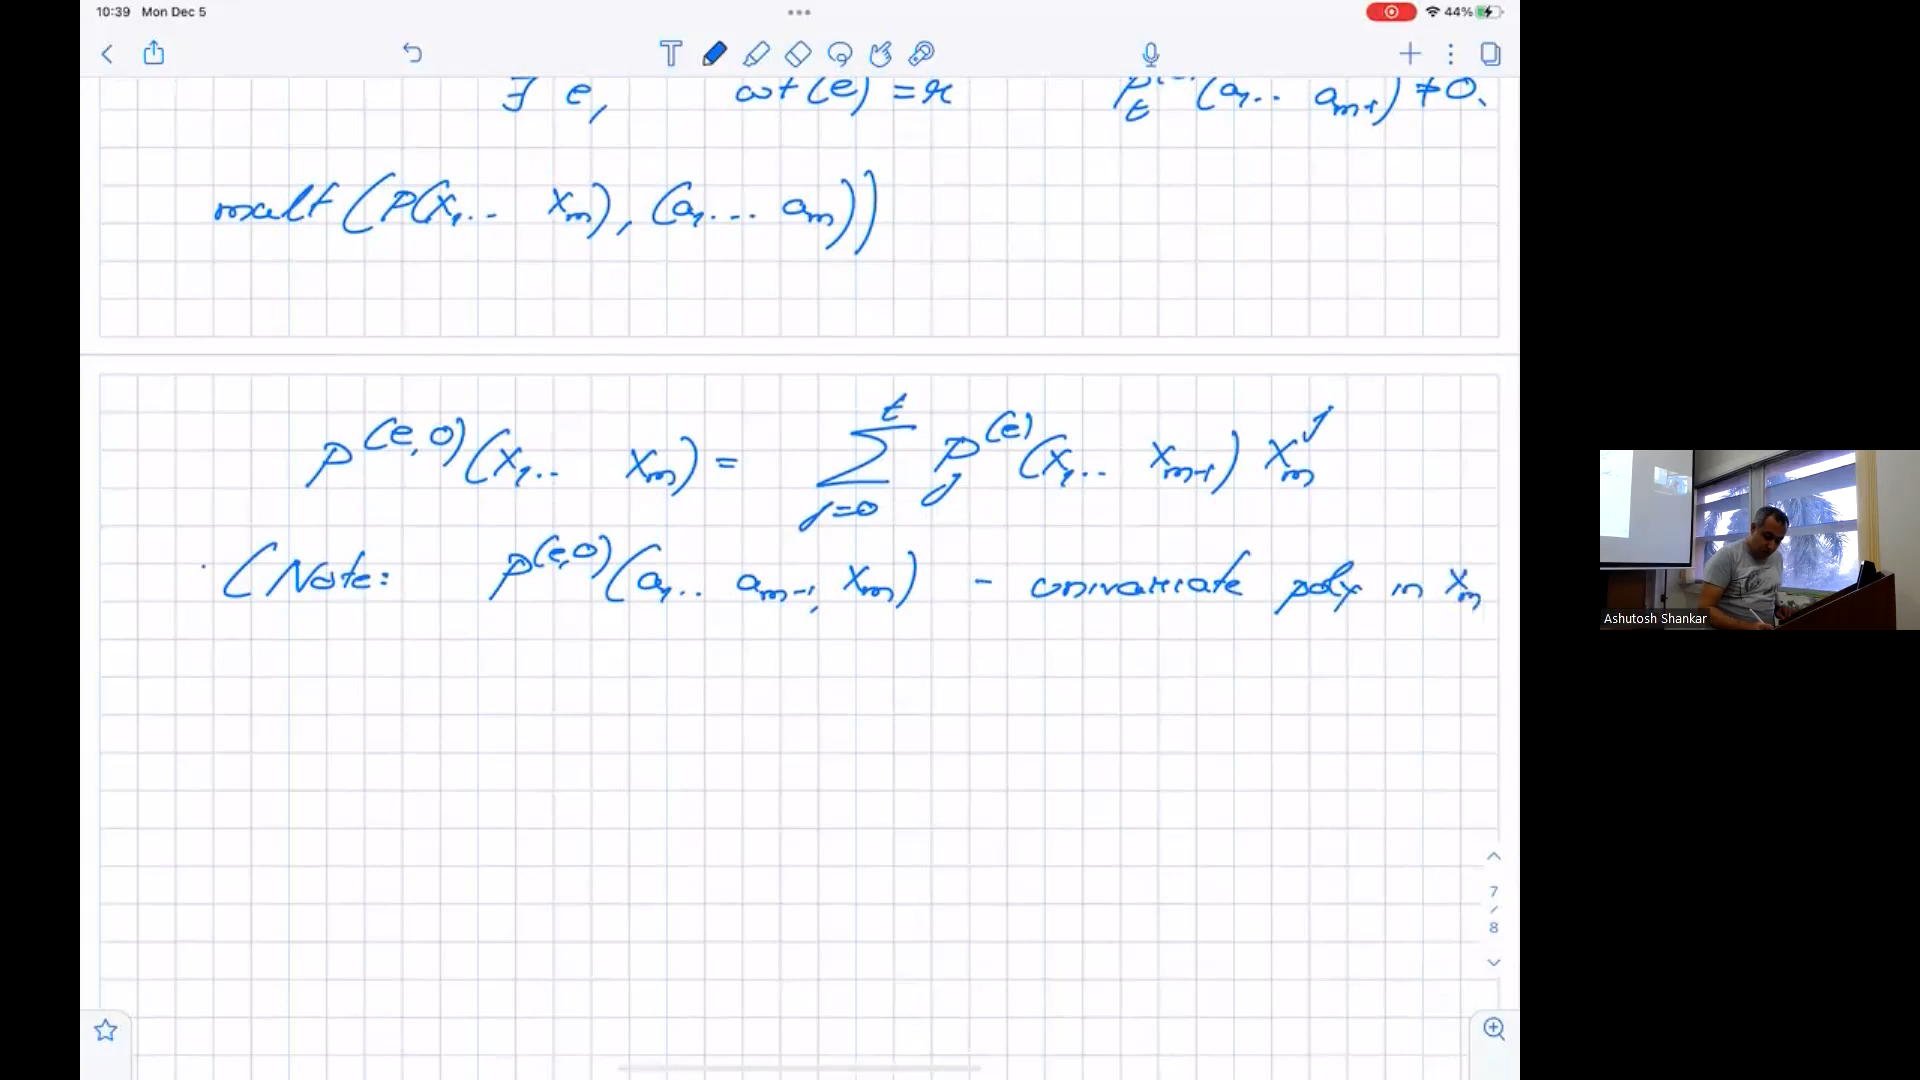 10:39 Mon Dec 5
44%
∃ e, wt(e) = r P_t^(e)(a_1.. a_{m-1}) ≠ 0.
mult (P(x_1.. x_m), (a_1... a_m))
P^(e,0)(x_1.. x_m) = Σ_{j=0}^{t} P_j^(e)(x_1.. x_{m-1}) x_m^j
(Note: P^(e,0)(a_1.. a_{m-1}, x_m) - univariate poly in x_m
7
/
8
Ashutosh Shankar